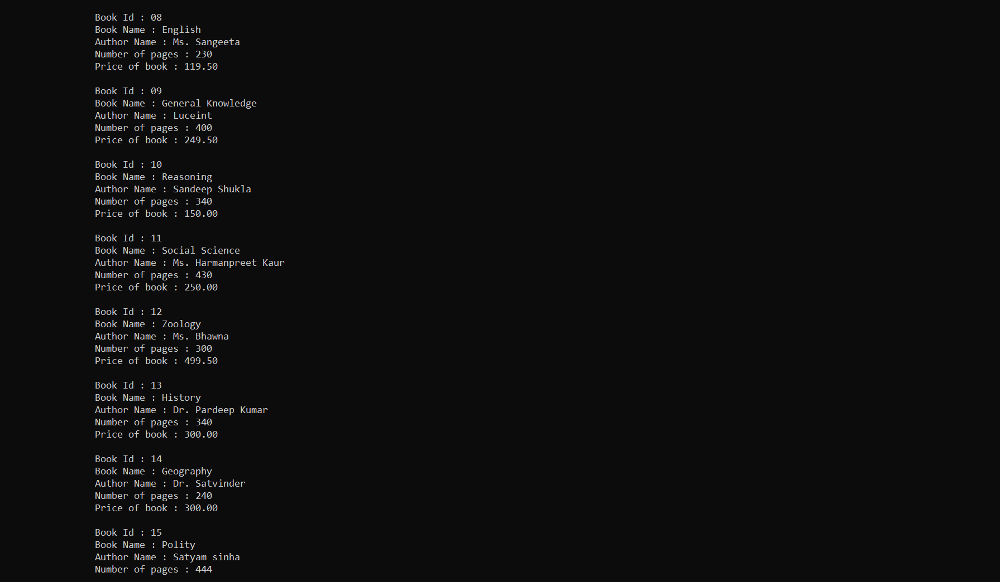 Book Id : 08
Book Name : English
Author Name : Ms. Sangeeta
Number of pages : 230
Price of book : 119.50
Book Id : 09
Book Name : General Knowledge
Author Name : Luceint
Number of pages : 400
Price of book : 249.50
Book Id : 10
Book Name : Reasoning
Author Name : Sandeep Shukla
Number of pages : 340
Price of book : 150.00
Book Id : 11
Book Name : Social Science
Author Name : Ms. Harmanpreet Kaur
Number of pages : 430
Price of book : 250.00
Book Id : 12
Book Name : Zoology
Author Name : Ms. Bhawna
Number of pages : 300
Price of book : 499.50
Book Id : 13
Book Name : History
Author Name : Dr. Pardeep Kumar
Number of pages : 340
Price of book : 300.00
Book Id : 14
Book Name : Geography
Author Name : Dr. Satvinder
Number of pages : 240
Price of book : 300.00
Book Id : 15
Book Name : Polity
Author Name : Satyam sinha
Number of pages : 444